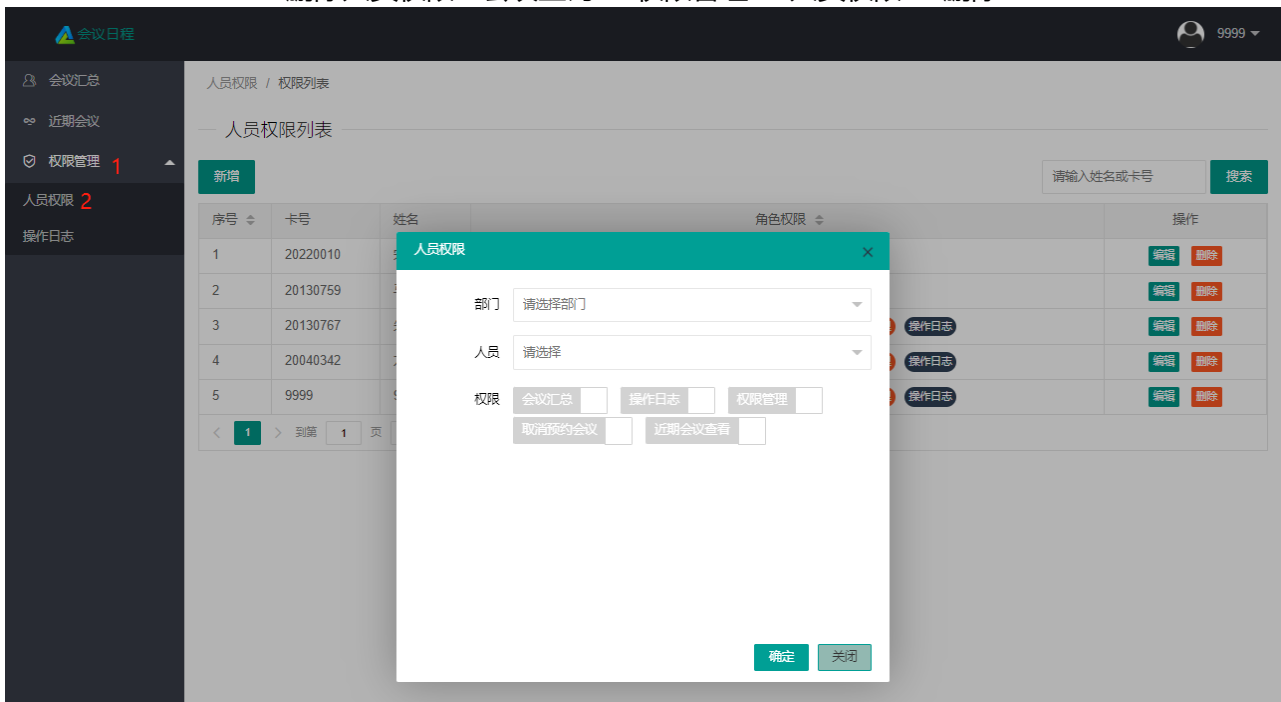 会议日程
9999
会议汇总
近期会议
权限管理 1
人员权限 2
操作日志
人员权限 / 权限列表
人员权限列表
新增
请输入姓名或卡号 搜索
序号 卡号 姓名 角色权限 操作
1 20220010 编辑 删除
2 20130759 编辑 删除
3 20130767 操作日志 编辑 删除
4 20040342 操作日志 编辑 删除
5 9999 操作日志 编辑 删除
1 到第 1 页
人员权限
部门 请选择部门
人员 请选择
权限 会议汇总 操作日志 权限管理
取消预约会议 近期会议查看
确定 关闭